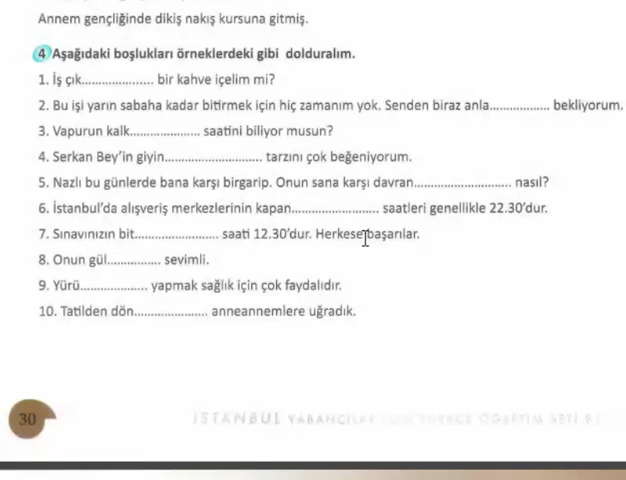 Annem gençliğinde dikiş nakış kursuna gitmiş.
4 Aşağıdaki boşlukları örneklerdeki gibi dolduralım.
1. İş çık..................... bir kahve içelim mi?
2. Bu işi yarın sabaha kadar bitirmek için hiç zamanım yok. Senden biraz anla.................. bekliyorum.
3. Vapurun kalk.................... saatini biliyor musun?
4. Serkan Bey'in giyin............................ tarzını çok beğeniyorum.
5. Nazlı bu günlerde bana karşı birgarip. Onun sana karşı davran............................ nasıl?
6. İstanbul'da alışveriş merkezlerinin kapan......................... saatleri genellikle 22.30'dur.
7. Sınavınızın bit........................ saati 12.30'dur. Herkese başarılar.
8. Onun gül................ sevimli.
9. Yürü.................... yapmak sağlık için çok faydalıdır.
10. Tatilden dön..................... anneannemlere uğradık.
30 İSTANBUL YABANCILAR İÇİN TÜRKÇE ÖĞRETİM SETİ B1